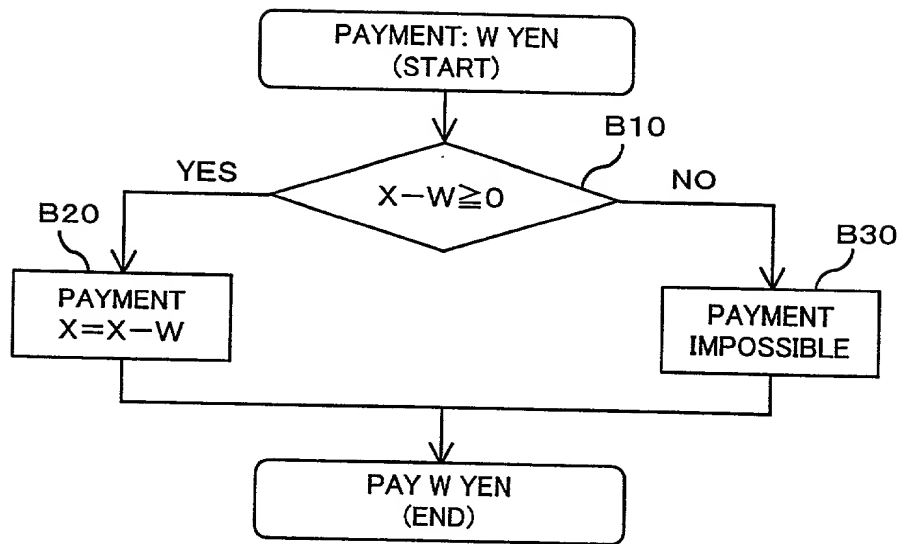 PAYMENT: W YEN
(START)
B10
YES
X－W≧0
NO
B20
B30
PAYMENT
X＝X－W
PAYMENT
IMPOSSIBLE
PAY W YEN
(END)